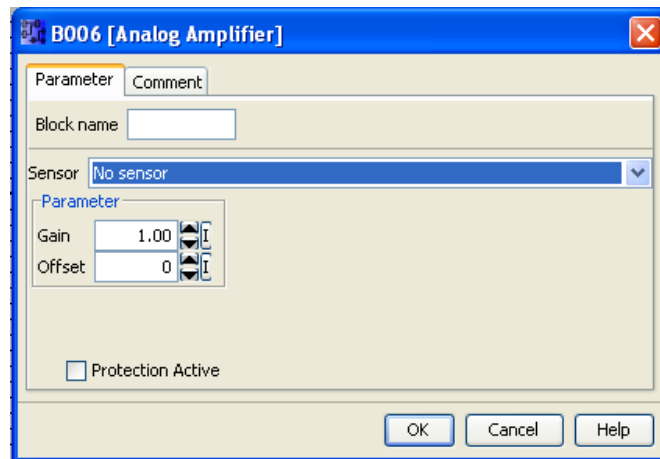 B006 [Analog Amplifier]
Parameter Comment
Block name
Sensor No sensor
Parameter
Gain 1.00 I
Offset 0 I
Protection Active
OK Cancel Help